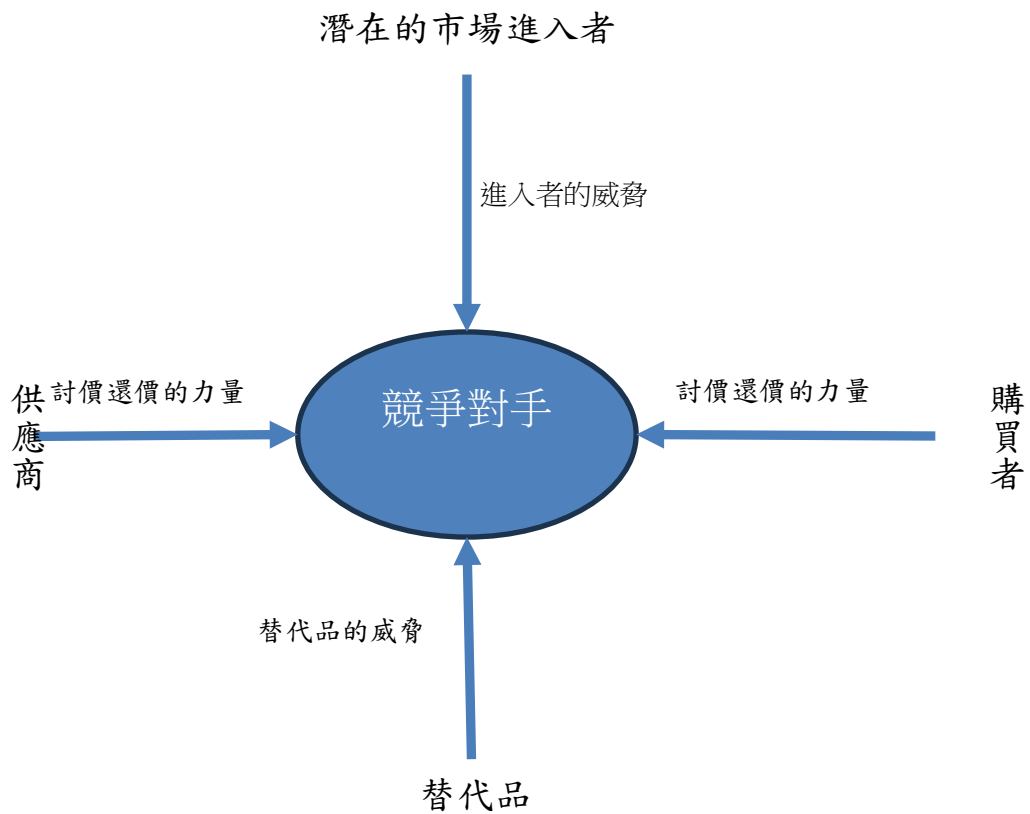 潛在的市場進入者
進入者的威脅
供應商
討價還價的力量
競爭對手
討價還價的力量
購買者
替代品的威脅
替代品